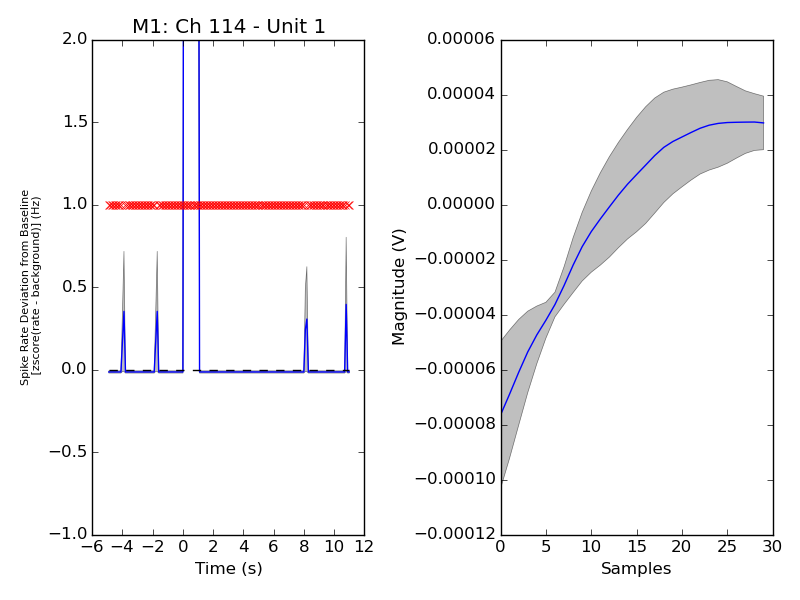 M1: Ch 114 - Unit 1
2.0
1.5
1.0
0.5
0.0
−0.5
−1.0
−6 −4 −2 0 2 4 6 8 10 12
Time (s)
Spike Rate Deviation from Baseline
[zscore(rate - background)] (Hz)
0.00006
0.00004
0.00002
0.00000
−0.00002
−0.00004
−0.00006
−0.00008
−0.00010
−0.00012
0 5 10 15 20 25 30
Samples
Magnitude (V)